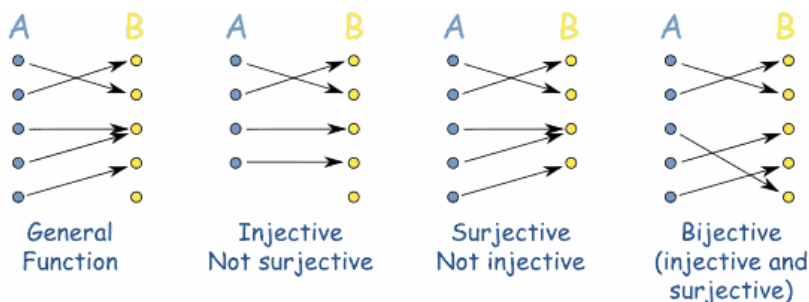 A B A B A B A B
General
Function
Injective
Not surjective
Surjective
Not injective
Bijective
(injective and
surjective)